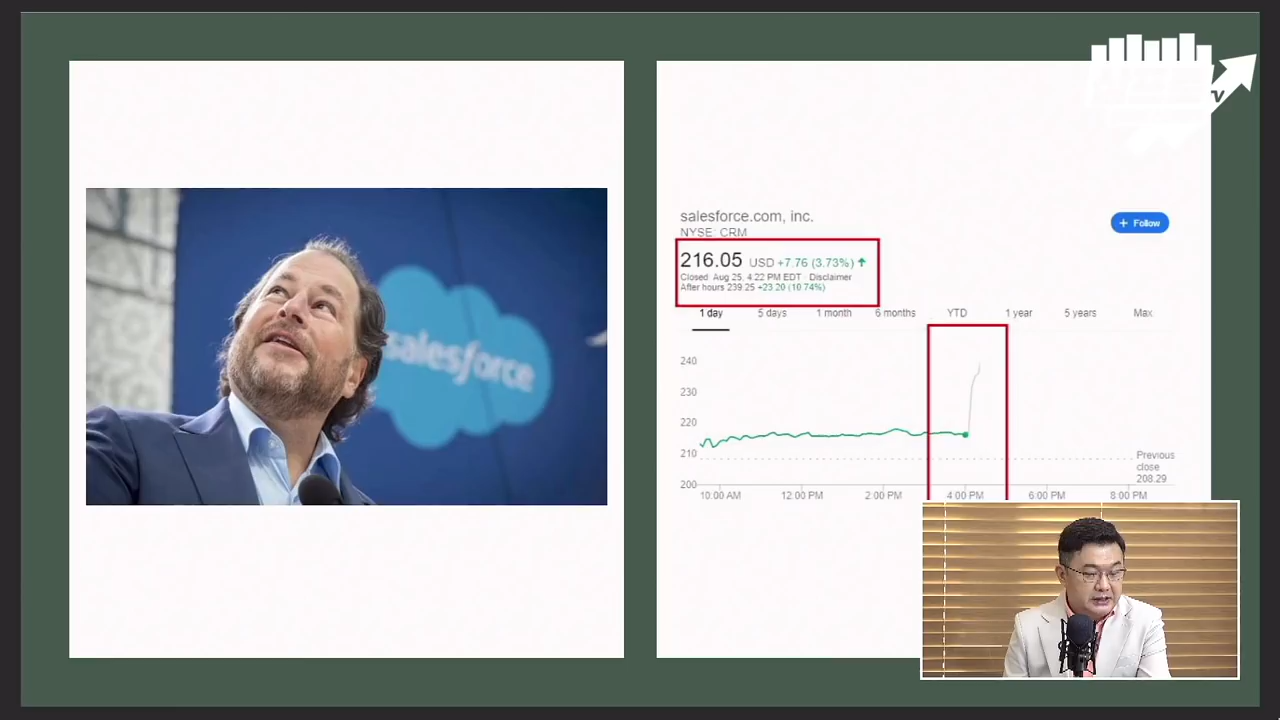 TV
salesforce
salesforce.com, inc.
NYSE: CRM
+ Follow
216.05 USD +7.76 (3.73%) ↑
Closed: Aug 25, 4:22 PM EDT · Disclaimer
After hours 239.25 +23.20 (10.74%)
1 day 5 days 1 month 6 months YTD 1 year 5 years Max
240
230
220
210
200
Previous
close
208.29
10:00 AM 12:00 PM 2:00 PM 4:00 PM 6:00 PM 8:00 PM